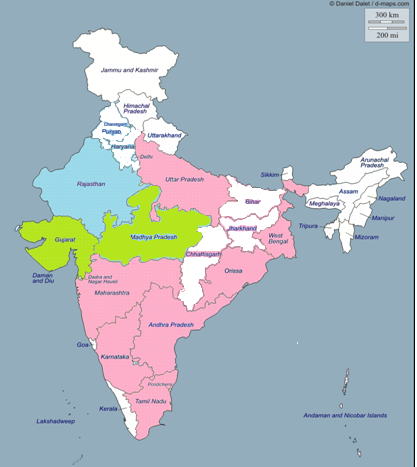 © Daniel Dalet / d-maps.com
300 km
200 mi
Jammu and Kashmir
Himachal
Pradesh
Chandigarh
Punjab
Uttarakhand
Haryana
Delhi
Arunachal
Pradesh
Rajasthan
Uttar Pradesh
Sikkim
Assam
Nagaland
Bihar
Meghalaya
Manipur
Tripura
Mizoram
Jharkhand
West
Bengal
Gujarat
Madhya Pradesh
Chhattisgarh
Daman
and Diu
Dadra and
Nagar Haveli
Orissa
Maharashtra
Andhra Pradesh
Goa
Karnataka
Pondicherry
Tamil Nadu
Kerala
Lakshadweep
Andaman and Nicobar Islands